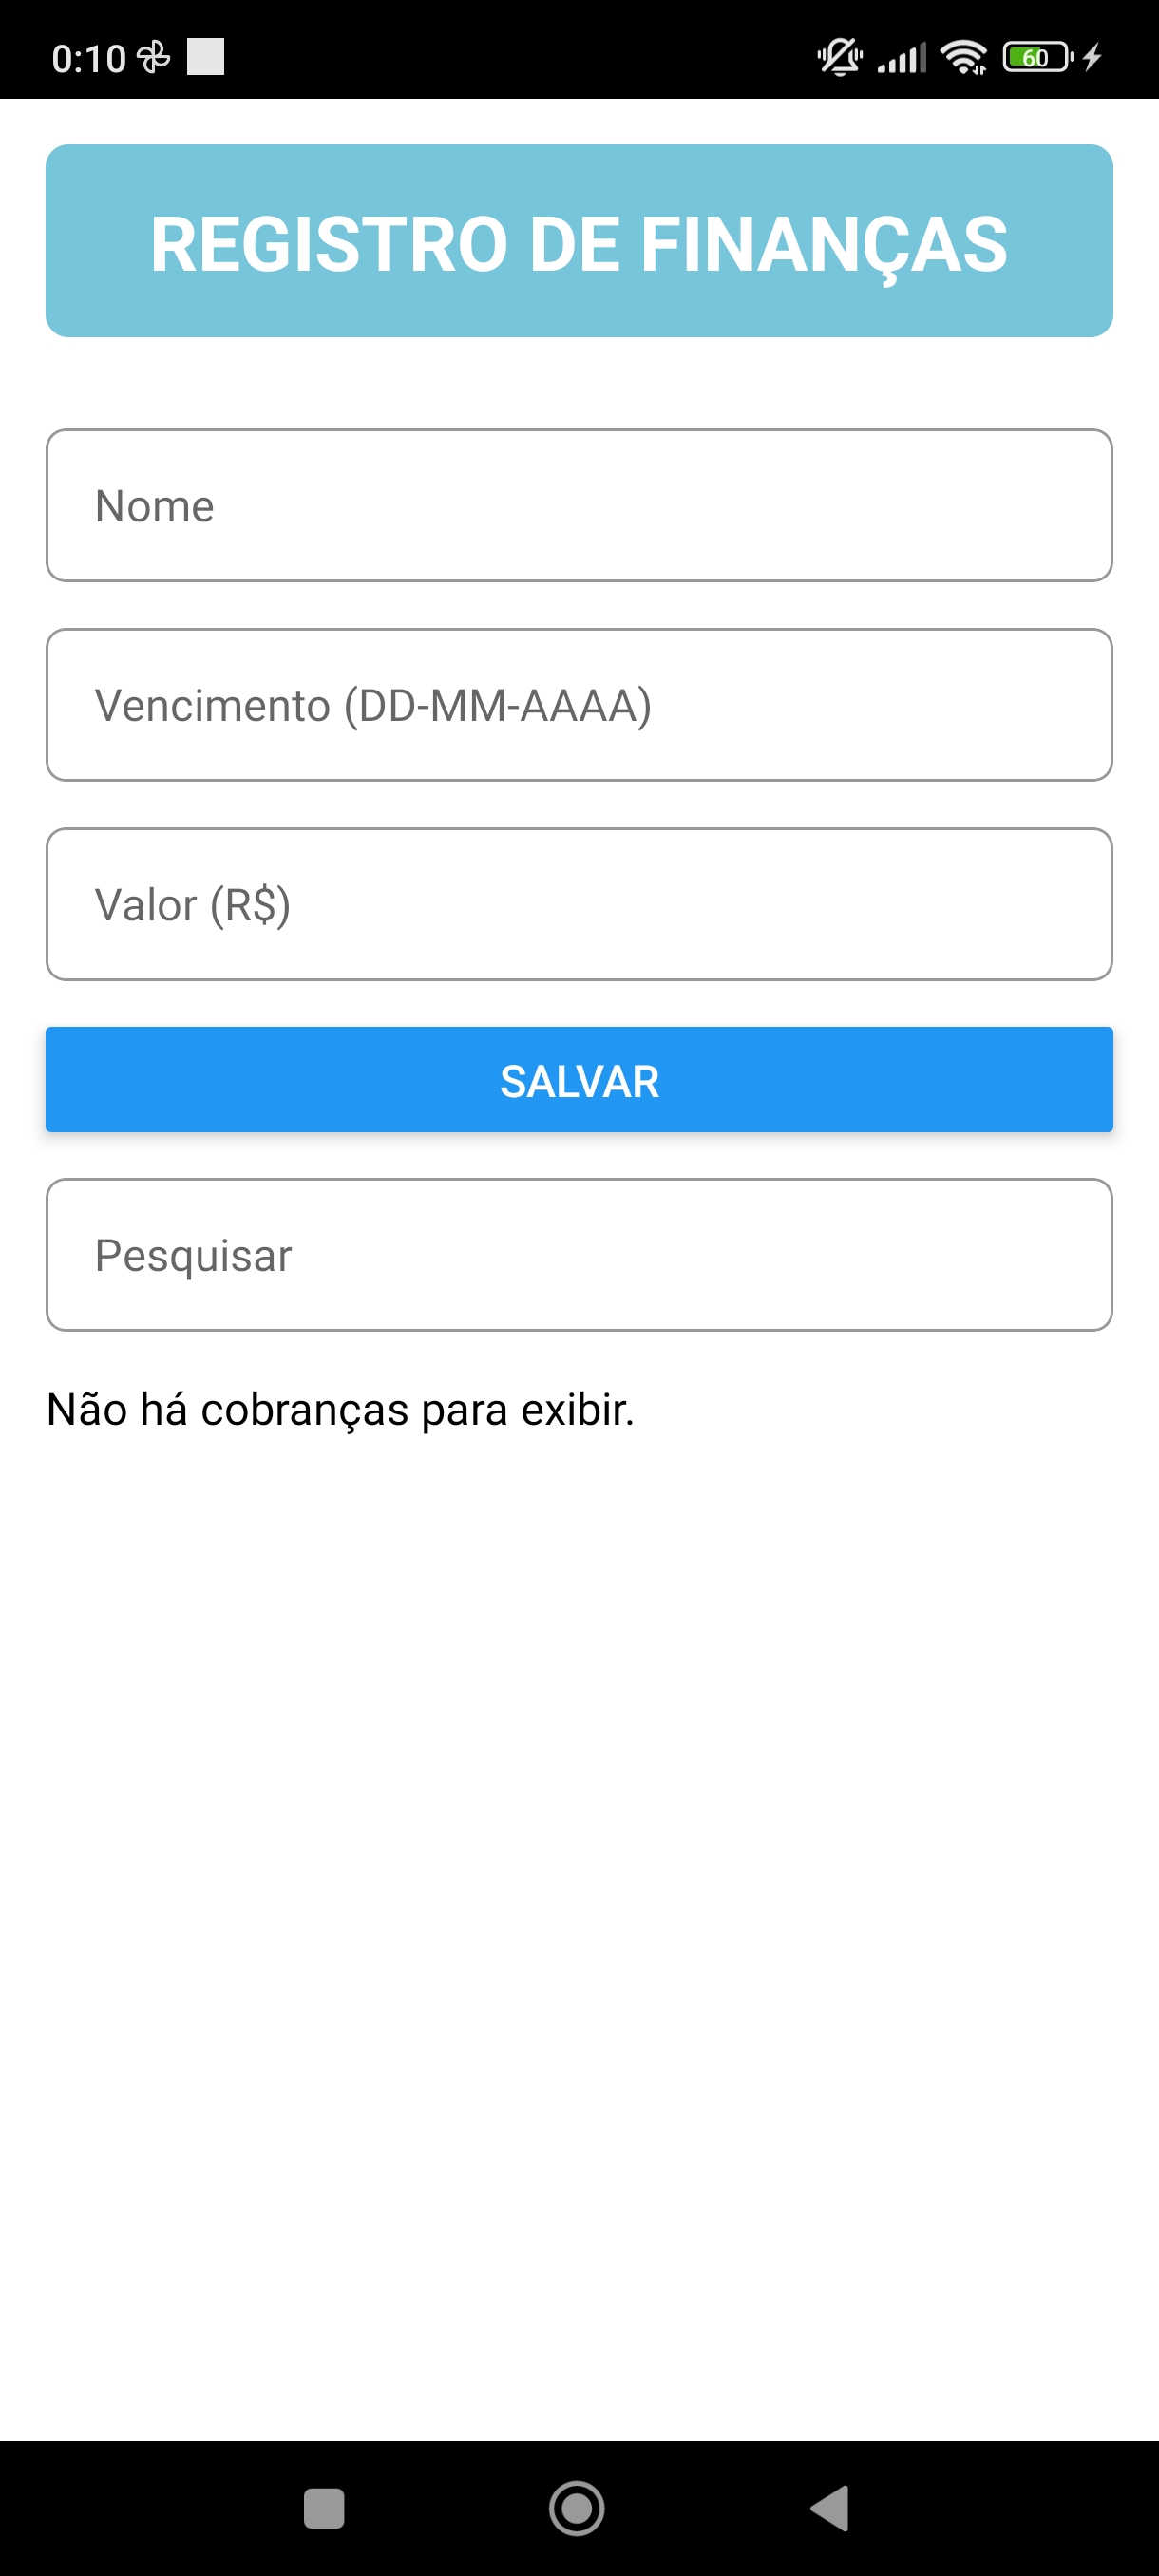 0:10
60
REGISTRO DE FINANÇAS
Nome
Vencimento (DD-MM-AAAA)
Valor (R$)
SALVAR
Pesquisar
Não há cobranças para exibir.